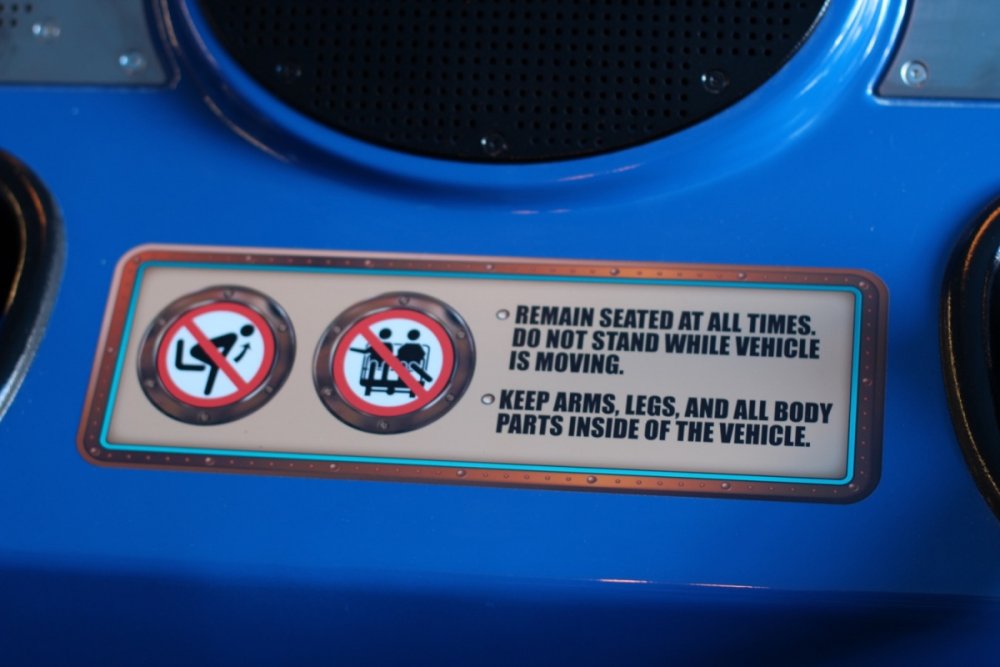 REMAIN SEATED AT ALL TIMES.
DO NOT STAND WHILE VEHICLE
IS MOVING.
KEEP ARMS, LEGS, AND ALL BODY
PARTS INSIDE OF THE VEHICLE.